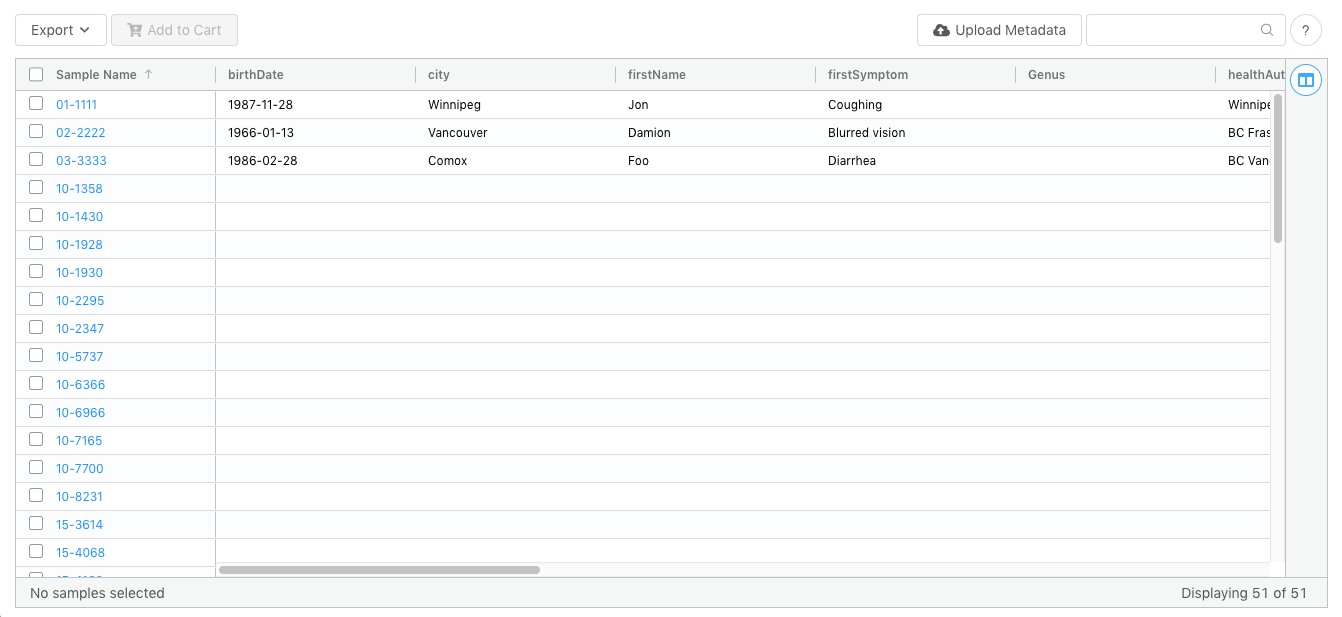 Export Add to Cart Upload Metadata ?
Sample Name ↑ birthDate city firstName firstSymptom Genus healthAut
01-1111 1987-11-28 Winnipeg Jon Coughing Winnipe
02-2222 1966-01-13 Vancouver Damion Blurred vision BC Fras
03-3333 1986-02-28 Comox Foo Diarrhea BC Van
10-1358
10-1430
10-1928
10-1930
10-2295
10-2347
10-5737
10-6366
10-6966
10-7165
10-7700
10-8231
15-3614
15-4068
No samples selected Displaying 51 of 51